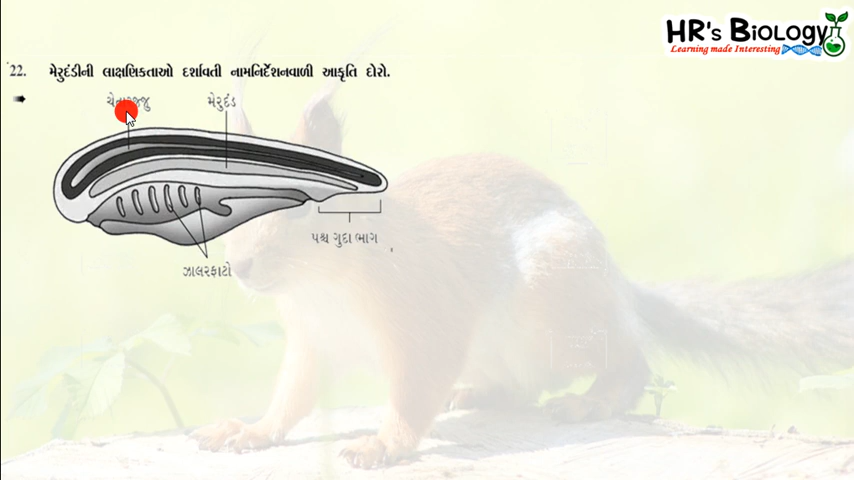 HR's Biology
Learning made Interesting
22. મેરુદંડીની લાક્ષણિકતાઓ દર્શાવતી નામનિર્દેશનવાળી આકૃતિ દોરો.
મેરુદંડ
પશ્ચ ગુદા ભાગ
ઝાલરફાટો